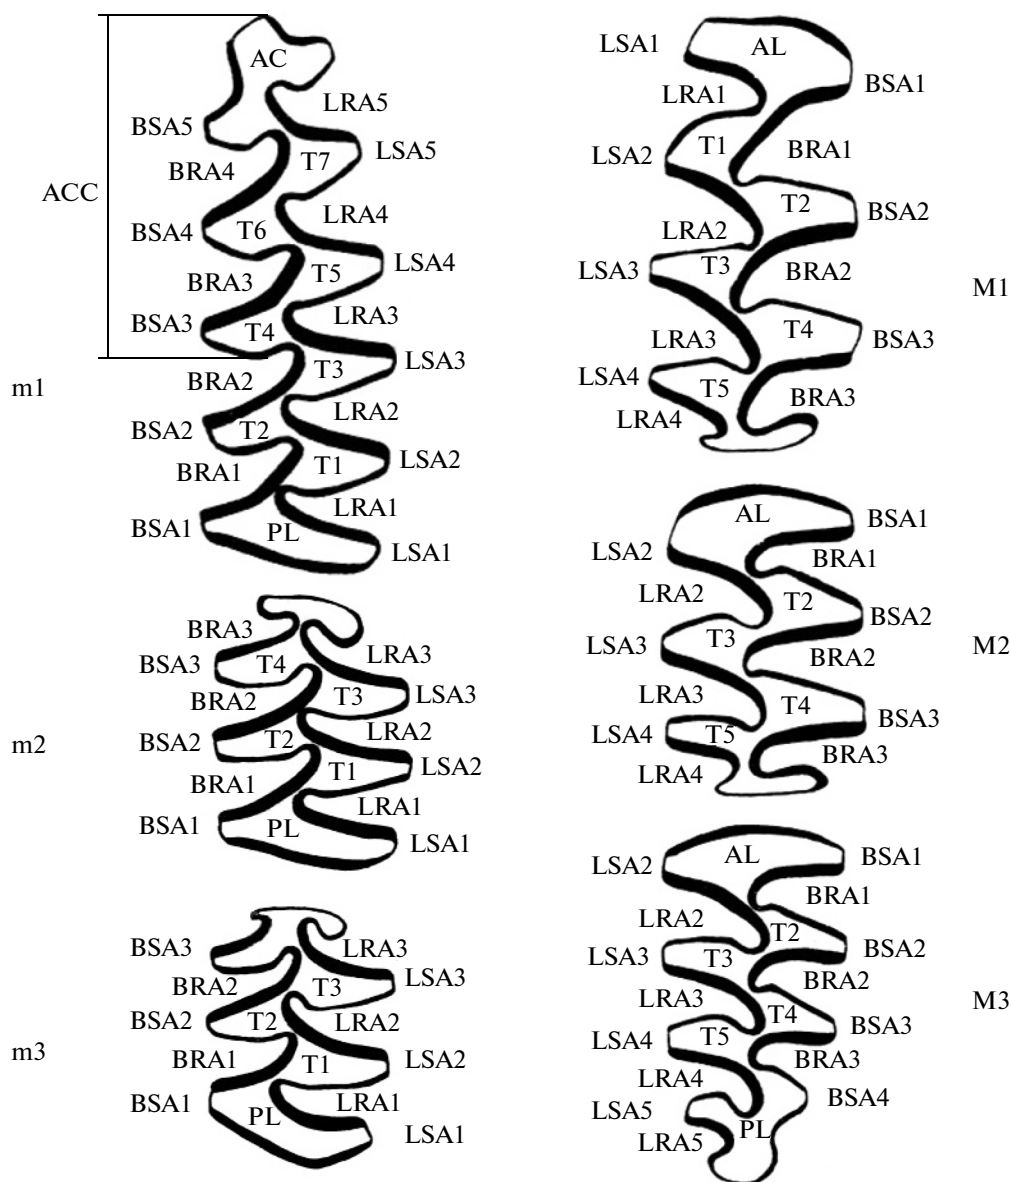 AC
LRA5
BSA5
T7
LSA5
BRA4
ACC
LRA4
BSA4
T6
LSA4
BRA3
T5
LRA3
BSA3
T4
LSA3
BRA2
T3
m1
LRA2
BSA2
T2
LSA2
BRA1
T1
LRA1
BSA1
PL
LSA1
BRA3
LRA3
BSA3
T4
LSA3
BRA2
T3
LRA2
m2
BSA2
T2
LSA2
BRA1
T1
LRA1
BSA1
PL
LSA1
BSA3
LRA3
LSA3
BRA2
T3
BSA2
T2
LRA2
m3
BRA1
T1
LSA2
BSA1
LRA1
PL
LSA1
LSA1
AL
BSA1
LRA1
T1
BRA1
LSA2
T2
BSA2
LRA2
T3
LSA3
BRA2
M1
LRA3
T4
BSA3
LSA4
T5
BRA3
LRA4
AL
BSA1
LSA2
BRA1
LRA2
T2
BSA2
LSA3
T3
BRA2
M2
LRA3
T4
BSA3
LSA4
T5
BRA3
LRA4
LSA2
AL
BSA1
BRA1
LRA2
T2
BSA2
LSA3
T3
BRA2
LRA3
M3
T4
BSA3
LSA4
T5
BRA3
LRA4
BSA4
LSA5
PL
LRA5